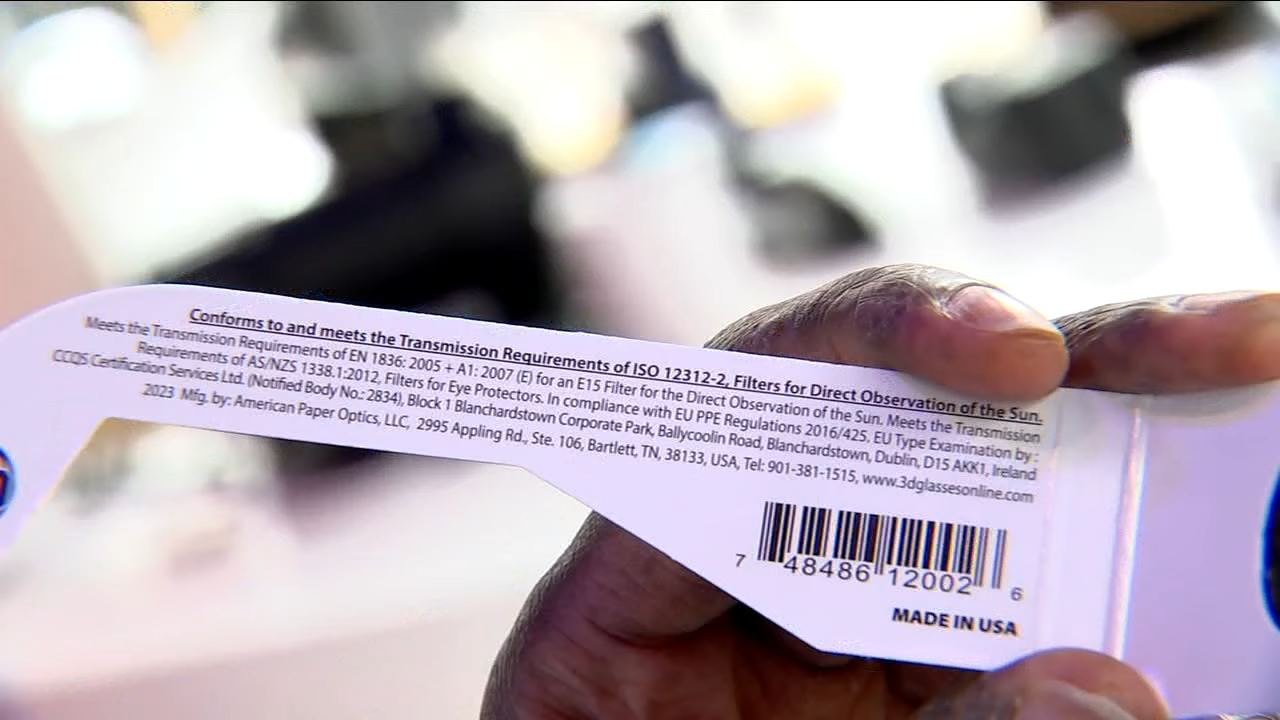 Conforms to and meets the Transmission Requirements of ISO 12312-2, Filters for Direct Observation of the Sun.
Meets the Transmission Requirements of EN 1836: 2005 + A1: 2007 (E) for an E15 Filter for the Direct Observation of the Sun. Meets the Transmission
Requirements of AS/NZS 1338.1:2012, Filters for Eye Protectors. In compliance with EU PPE Regulations 2016/425, EU Type Examination by :
CCQS Certification Services Ltd. (Notified Body No.: 2834), Block 1 Blanchardstown Corporate Park, Ballycoolin Road, Blanchardstown, Dublin, D15 AKK1, Ireland
2023 Mfg. by: American Paper Optics, LLC, 2995 Appling Rd., Ste. 106, Bartlett, TN, 38133, USA, Tel: 901-381-1515, www.3dglassesonline.com
7 48486 12002 6
MADE IN USA